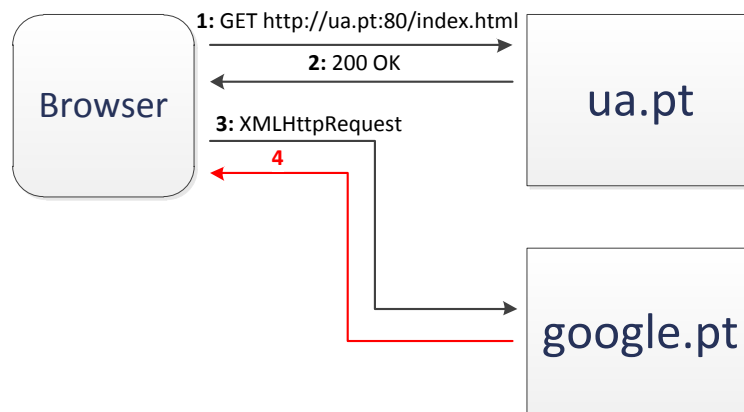 1: GET http://ua.pt:80/index.html
2: 200 OK
Browser
ua.pt
3: XMLHttpRequest
4
google.pt